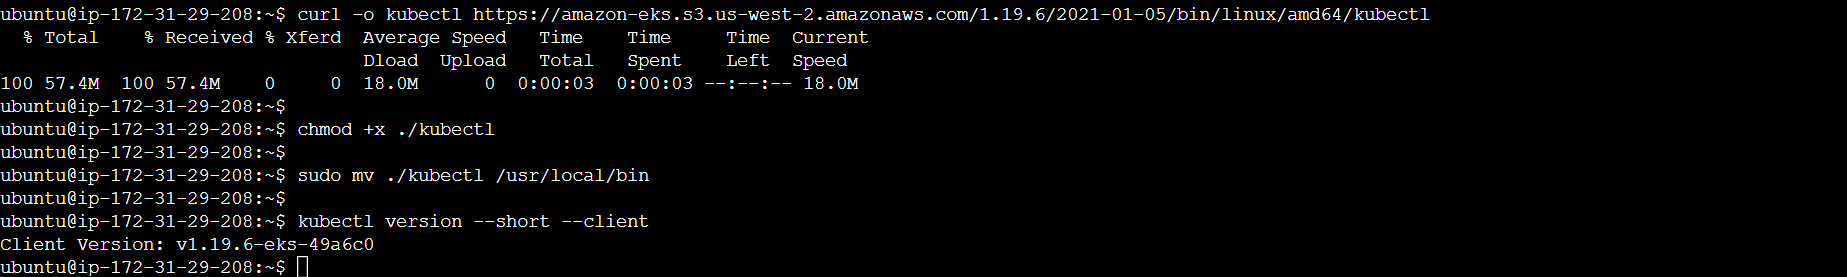 ubuntu@ip-172-31-29-208:~$ curl -o kubectl https://amazon-eks.s3.us-west-2.amazonaws.com/1.19.6/2021-01-05/bin/linux/amd64/kubectl
  % Total    % Received % Xferd  Average Speed   Time    Time     Time  Current
                                 Dload  Upload   Total   Spent    Left  Speed
100 57.4M  100 57.4M    0     0  18.0M      0  0:00:03  0:00:03 --:--:-- 18.0M
ubuntu@ip-172-31-29-208:~$
ubuntu@ip-172-31-29-208:~$ chmod +x ./kubectl
ubuntu@ip-172-31-29-208:~$
ubuntu@ip-172-31-29-208:~$ sudo mv ./kubectl /usr/local/bin
ubuntu@ip-172-31-29-208:~$
ubuntu@ip-172-31-29-208:~$ kubectl version --short --client
Client Version: v1.19.6-eks-49a6c0
ubuntu@ip-172-31-29-208:~$